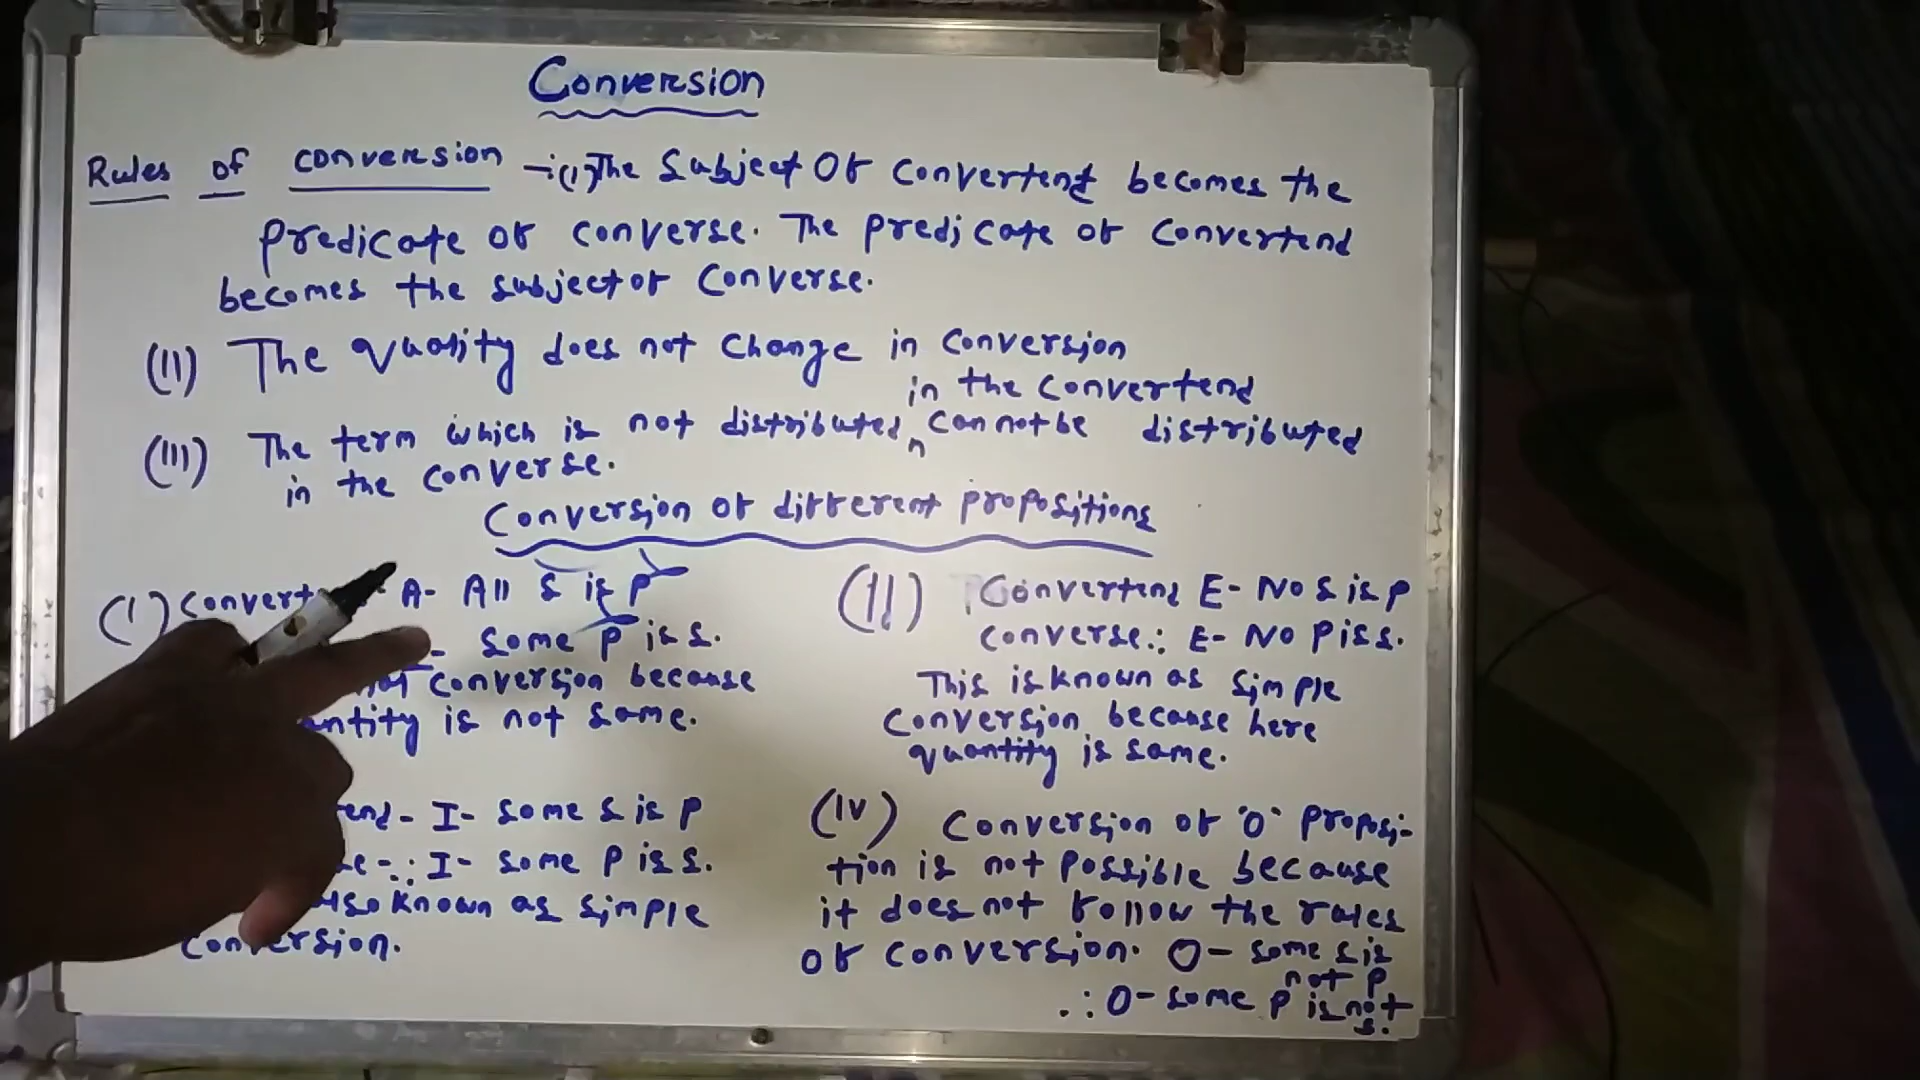 Conversion
Rules of conversion -:(i) The Subject Of Convertend becomes the
predicate of converse. The predicate of Convertend
becomes the subject of Converse.
(II) The quality does not Change in Conversion
in the Convertend
(III) The term which is not distributed cannot be distributed
in the converse.
Conversion of different propositions
(I) A- All S is P
Some P is S.
conversion because
is not same.
(II) Convertend E- No S is P
Converse ∴ E- No P is S.
This is known as simple
Conversion because here
quantity is same.
I- Some S is P
∴ I- Some P is S.
known as simple
conversion.
(IV) Conversion of "O" proposi-
tion is not possible because
it does not follow the rules
of conversion. O- some S is
not P
∴ O- some P is not
S.